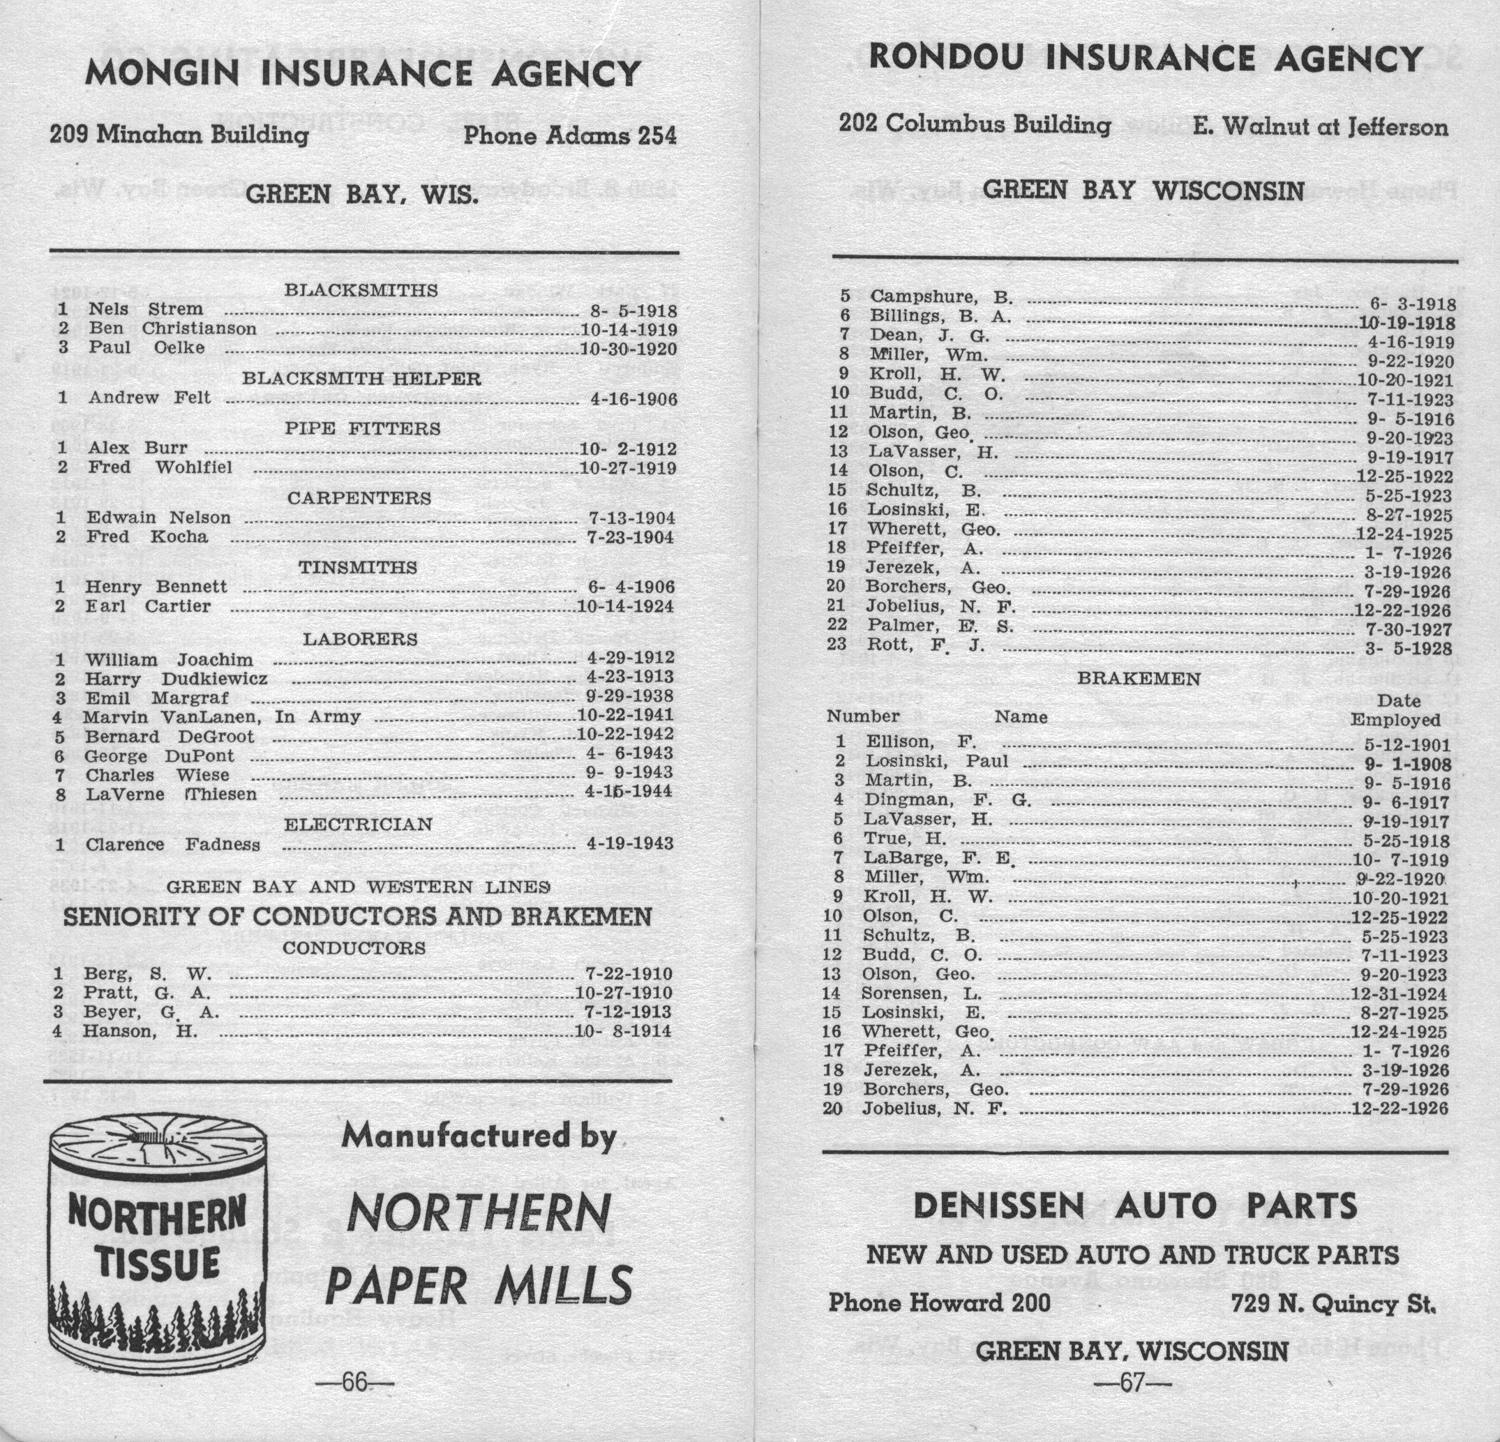 MONGIN INSURANCE AGENCY
209 Minahan Building Phone Adams 254
GREEN BAY, WIS.
BLACKSMITHS
1 Nels Strem 8- 5-1918
2 Ben Christianson 10-14-1919
3 Paul Oelke 10-30-1920
BLACKSMITH HELPER
1 Andrew Felt 4-16-1906
PIPE FITTERS
1 Alex Burr 10- 2-1912
2 Fred Wohlfiel 10-27-1919
CARPENTERS
1 Edwain Nelson 7-13-1904
2 Fred Kocha 7-23-1904
TINSMITHS
1 Henry Bennett 6- 4-1906
2 Earl Cartier 10-14-1924
LABORERS
1 William Joachim 4-29-1912
2 Harry Dudkiewicz 4-23-1913
3 Emil Margraf 9-29-1938
4 Marvin VanLanen, In Army 10-22-1941
5 Bernard DeGroot 10-22-1942
6 George DuPont 4- 6-1943
7 Charles Wiese 9- 9-1943
8 LaVerne Thiesen 4-15-1944
ELECTRICIAN
1 Clarence Fadness 4-19-1943
GREEN BAY AND WESTERN LINES
SENIORITY OF CONDUCTORS AND BRAKEMEN
CONDUCTORS
1 Berg, S. W. 7-22-1910
2 Pratt, G. A. 10-27-1910
3 Beyer, G. A. 7-12-1913
4 Hanson, H. 10- 8-1914
NORTHERN
TISSUE
Manufactured by
NORTHERN
PAPER MILLS
—66—
RONDOU INSURANCE AGENCY
202 Columbus Building E. Walnut at Jefferson
GREEN BAY WISCONSIN
5 Campshure, B. 6- 3-1918
6 Billings, B. A. 10-19-1918
7 Dean, J. G. 4-16-1919
8 Miller, Wm. 9-22-1920
9 Kroll, H. W. 10-20-1921
10 Budd, C. O. 7-11-1923
11 Martin, B. 9- 5-1916
12 Olson, Geo. 9-20-1923
13 LaVasser, H. 9-19-1917
14 Olson, C. 12-25-1922
15 Schultz, B. 5-25-1923
16 Losinski, E. 8-27-1925
17 Wherett, Geo. 12-24-1925
18 Pfeiffer, A. 1- 7-1926
19 Jerezek, A. 3-19-1926
20 Borchers, Geo. 7-29-1926
21 Jobelius, N. F. 12-22-1926
22 Palmer, E. S. 7-30-1927
23 Rott, F. J. 3- 5-1928
BRAKEMEN
Date
Number Name Employed
1 Ellison, F. 5-12-1901
2 Losinski, Paul 9- 1-1908
3 Martin, B. 9- 5-1916
4 Dingman, F. G. 9- 6-1917
5 LaVasser, H. 9-19-1917
6 True, H. 5-25-1918
7 LaBarge, F. E. 10- 7-1919
8 Miller, Wm. 9-22-1920
9 Kroll, H. W. 10-20-1921
10 Olson, C. 12-25-1922
11 Schultz, B. 5-25-1923
12 Budd, C. O. 7-11-1923
13 Olson, Geo. 9-20-1923
14 Sorensen, L. 12-31-1924
15 Losinski, E. 8-27-1925
16 Wherett, Geo. 12-24-1925
17 Pfeiffer, A. 1- 7-1926
18 Jerezek, A. 3-19-1926
19 Borchers, Geo. 7-29-1926
20 Jobelius, N. F. 12-22-1926
DENISSEN AUTO PARTS
NEW AND USED AUTO AND TRUCK PARTS
Phone Howard 200 729 N. Quincy St.
GREEN BAY, WISCONSIN
—67—